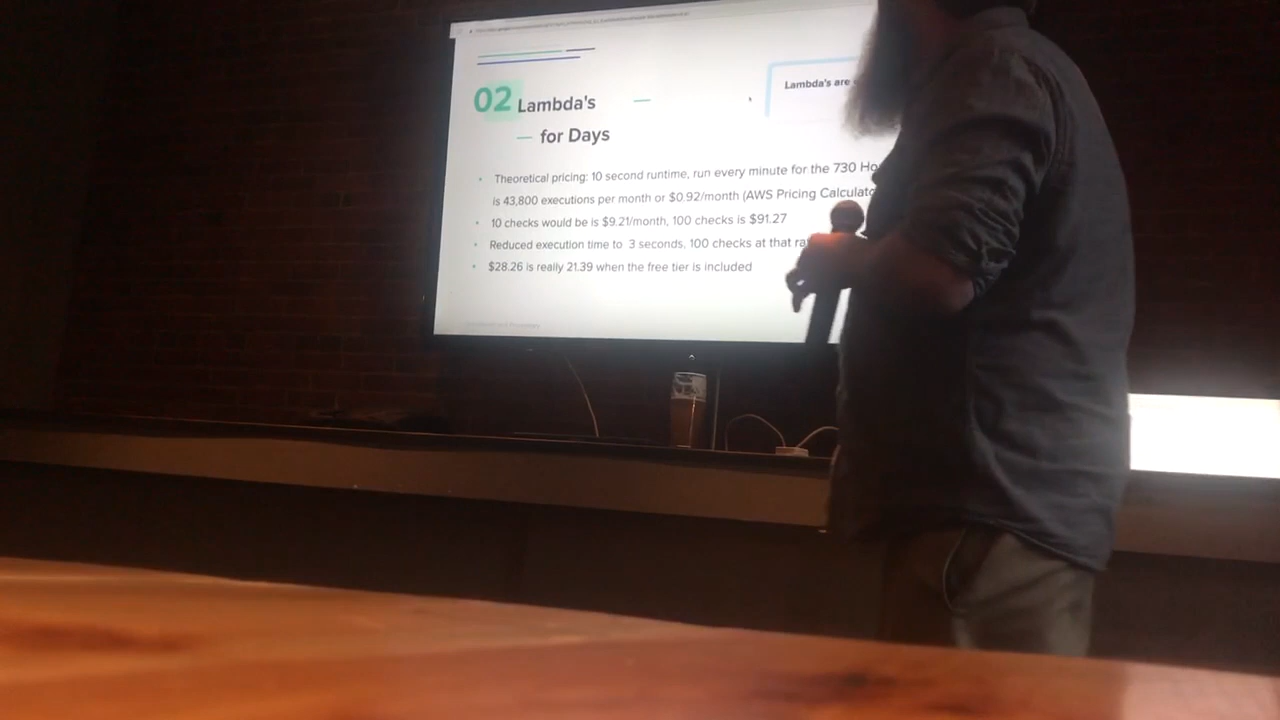 02 Lambda's
for Days
Lambda's are
Theoretical pricing: 10 second runtime, run every minute for the 730 Ho
is 43,800 executions per month or $0.92/month (AWS Pricing Calculato
10 checks would be is $9.21/month, 100 checks is $91.27
Reduced execution time to 3 seconds, 100 checks at that ra
$28.26 is really 21.39 when the free tier is included